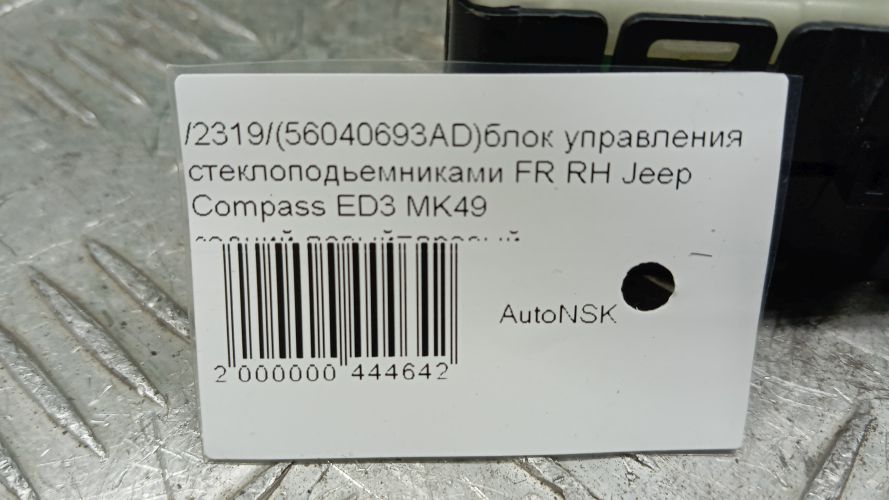 /2319/(56040693AD)блок управления
стеклоподьемниками FR RH Jeep
Compass ED3 MK49
AutoNSK
2 000000 444642